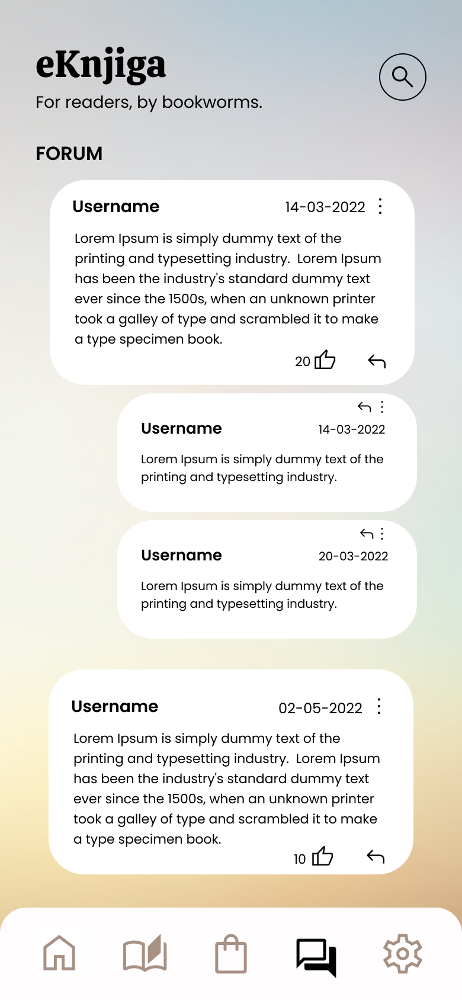 eKnjiga
For readers, by bookworms.
FORUM
Username 14-03-2022
Lorem Ipsum is simply dummy text of the
printing and typesetting industry.  Lorem Ipsum
has been the industry's standard dummy text
ever since the 1500s, when an unknown printer
took a galley of type and scrambled it to make
a type specimen book.
20
Username 14-03-2022
Lorem Ipsum is simply dummy text of the
printing and typesetting industry.
Username 20-03-2022
Lorem Ipsum is simply dummy text of the
printing and typesetting industry.
Username 02-05-2022
Lorem Ipsum is simply dummy text of the
printing and typesetting industry.  Lorem Ipsum
has been the industry's standard dummy text
ever since the 1500s, when an unknown printer
took a galley of type and scrambled it to make
a type specimen book.
10